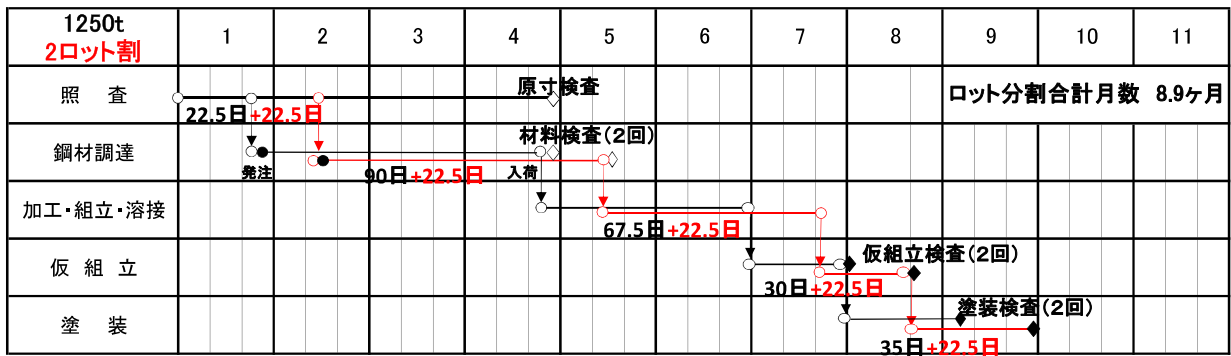 1250t
2ロット割
1 2 3 4 5 6 7 8 9 10 11
照 査
原寸検査
ロット分割合計月数 8.9ヶ月
22.5日+22.5日
鋼材調達
材料検査(2回)
発注
90日+22.5日
入荷
加工・組立・溶接
67.5日+22.5日
仮 組 立
仮組立検査(2回)
30日+22.5日
塗 装
塗装検査(2回)
35日+22.5日